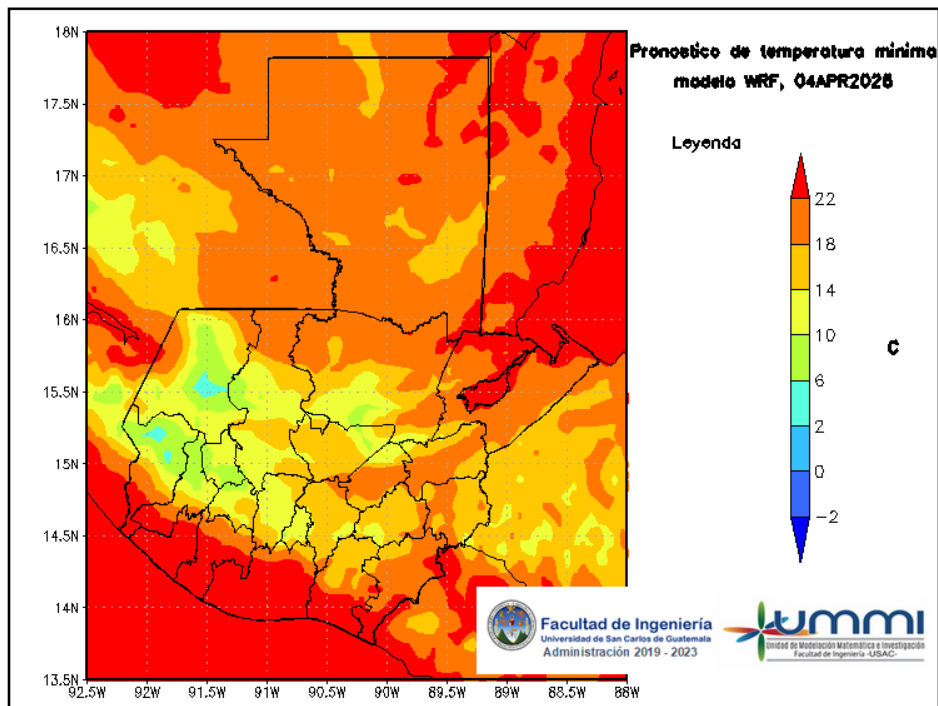 Pronostico de temperatura minima
modelo WRF, 04APR2026
Leyenda
18N
17.5N
17N
16.5N
16N
15.5N
15N
14.5N
14N
13.5N
92.5W 92W 91.5W 91W 90.5W 90W 89.5W 89W 88.5W 88W
22
18
14
10
6
2
0
-2
C
Facultad de Ingeniería
Universidad de San Carlos de Guatemala
Administración 2019 - 2023
ummi
Unidad de Modelación Matemática e Investigación
Facultad de Ingeniería -USAC-